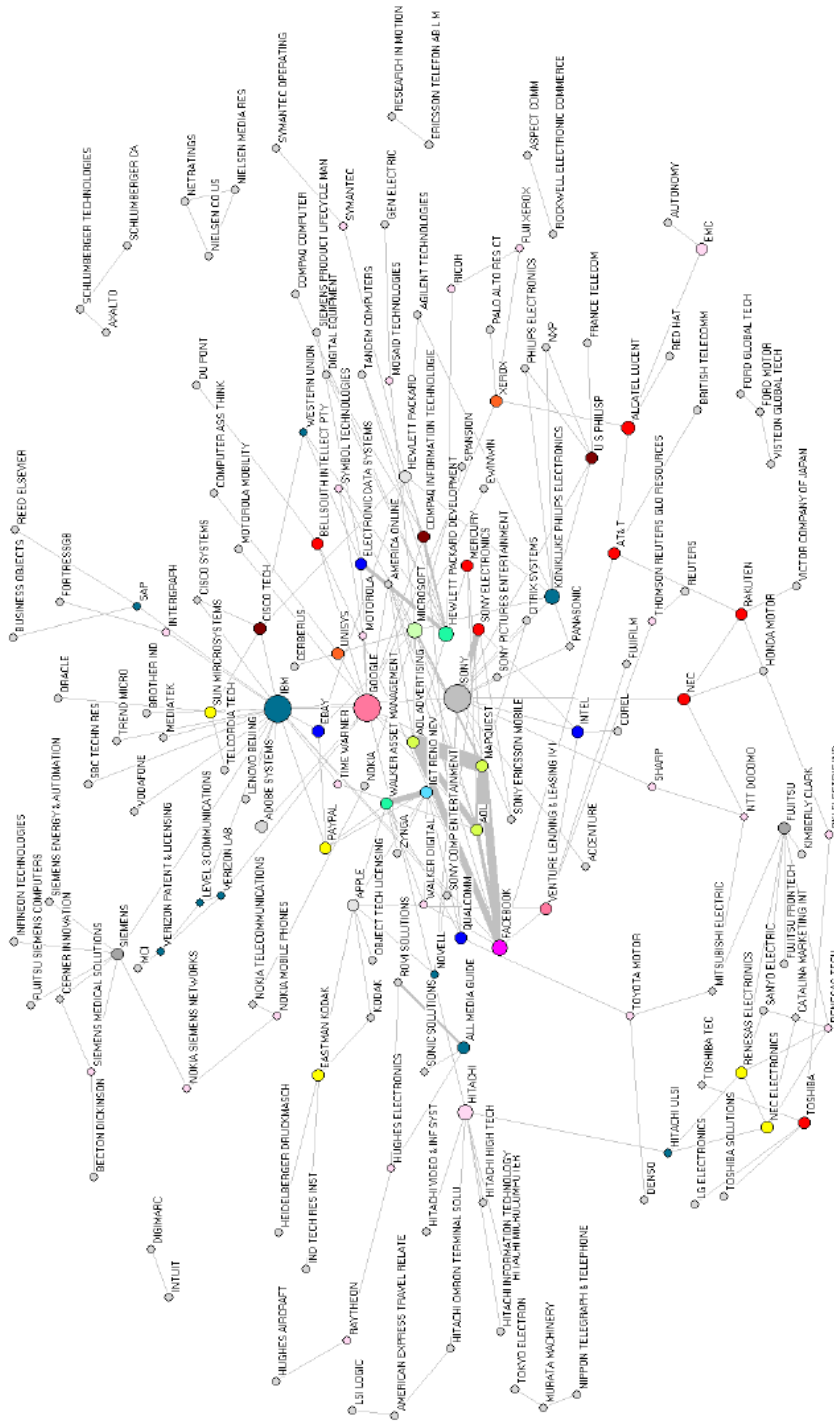 SCHLUMBERGER TECHNOLOGIES
SCHLUMBERGER CA
AXALTO
NETRATINGS
NIELSEN CO US
NIELSEN MEDIA RES
SYMANTEC OPERATING
RESEARCH IN MOTION
ERICSSON TELEFON AB L M
REED ELSEVIER
BUSINESS OBJECTS
FORTRESSGB
SAP
INTERGRAPH
DU PONT
COMPUTER ASS THINK
MOTOROLA MOBILITY
CISCO SYSTEMS
CISCO TECH
WESTERN UNION
COMPAQ COMPUTER
SIEMENS PRODUCT LIFECYCLE MAN
DIGITAL EQUIPMENT
SYMANTEC
GEN ELECTRIC
ASPECT COMM
ROCKWELL ELECTRONIC COMMERCE
TANDEM COMPUTERS
MOSAID TECHNOLOGIES
AGILENT TECHNOLOGIES
RICOH
FUJI XEROX
PALO ALTO RES CT
PHILIPS ELECTRONICS
NXP
FRANCE TELECOM
AUTONOMY
EMC
RED HAT
BRITISH TELECOMM
ALCATEL LUCENT
U S PHILISP
XEROX
SPANSION
HEWLETT PACKARD
BELLSOUTH INTELLECT PTY
SYMBOL TECHNOLOGIES
ELECTRONIC DATA SYSTEMS
AMERICA ONLINE
COMPAQ INFORMATION TECHNOLOGIE
HEWLETT PACKARD DEVELOPMENT
EWINWIN
KONIKLIJKE PHILIPS ELECTRONICS
FORD GLOBAL TECH
FORD MOTOR
VISTEON GLOBAL TECH
ORACLE
SBC TECHN RES
TREND MICRO
BROTHER IND
MEDIATEK
SUN MIRCROSYSTEMS
TELCORDIA TECH
VODAFONE
LENOVO BEIJING
ADOBE SYSTEMS
IBM
CERBERUS
UNISYS
MOTOROLA
MICROSOFT
MERCURY
SONY ELECTRONICS
SONY PICTURES ENTERTAINMENT
CITRIX SYSTEMS
PANASONIC
AT&T
THOMSON REUTERS GLO RESOURCES
REUTERS
RAKUTEN
HONDA MOTOR
VICTOR COMPANY OF JAPAN
EBAY
GOOGLE
SONY
INTEL
COREL
FUJIFILM
NEC
TIME WARNER
NOKIA
WALKER ASSET MANAGEMENT
AOL ADVERTISING
IGT RENO NEV
MAPQUEST
AOL
SONY ERICSSON MOBILE
SONY COMP ENTERTAINMENT
SHARP
NTT DOCOMO
PAYPAL
ZYNGA
WALKER DIGITAL
ACCENTURE
VENTURE LENDING & LEASING IV I
FACEBOOK
QUALCOMM
NOVELL
ROVI SOLUTIONS
APPLE
OBJECT TECH LICENSING
KODAK
EASTMAN KODAK
SONIC SOLUTIONS
ALL MEDIA GUIDE
INFINEON TECHNOLOGIES
FUJITSU SIEMENS COMPUTERS
CERNER INNOVATION
SIEMENS ENERGY & AUTOMATION
SIEMENS
MCI
VERIZON PATENT & LICENSING
LEVEL 3 COMMUNICATIONS
VERIZON LAB
SIEMENS MEDICAL SOLUTIONS
BECTON DICKINSON
NOKIA SIEMENS NETWORKS
NOKIA TELECOMMUNICATIONS
NOKIA MOBILE PHONES
DIGIMARC
INTUIT
HEIDELBERGER DRUCKMASCH
IND TECH RES INST
HUGHES ELECTRONICS
HUGHES AIRCRAFT
RAYTHEON
LSI LOGIC
AMERICAN EXPRESS TRAVEL RELATE
HITACHI
HITACHI VIDEO & INF SYST
HITACHI HIGH TECH
HITACHI OMRON TERMINAL SOLU
HITACHI INFORMATION TECHNOLOGY
HITACHI MICROCOMPUTER
TOKYO ELECTRON
MURATA MACHINERY
NIPPON TELEGRAPH & TELEPHONE
HITACHI ULSI
DENSO
TOYOTA MOTOR
MITSUBISHI ELECTRIC
FUJITSU
KIMBERLY CLARK
FUJITSU FRONTECH
CATALINA MARKETING INT
SANYO ELECTRIC
RENESAS ELECTRONICS
NEC ELECTRONICS
RENESAS TECH
TOSHIBA TEC
TOSHIBA
LG ELECTRONICS
TOSHIBA SOLUTIONS